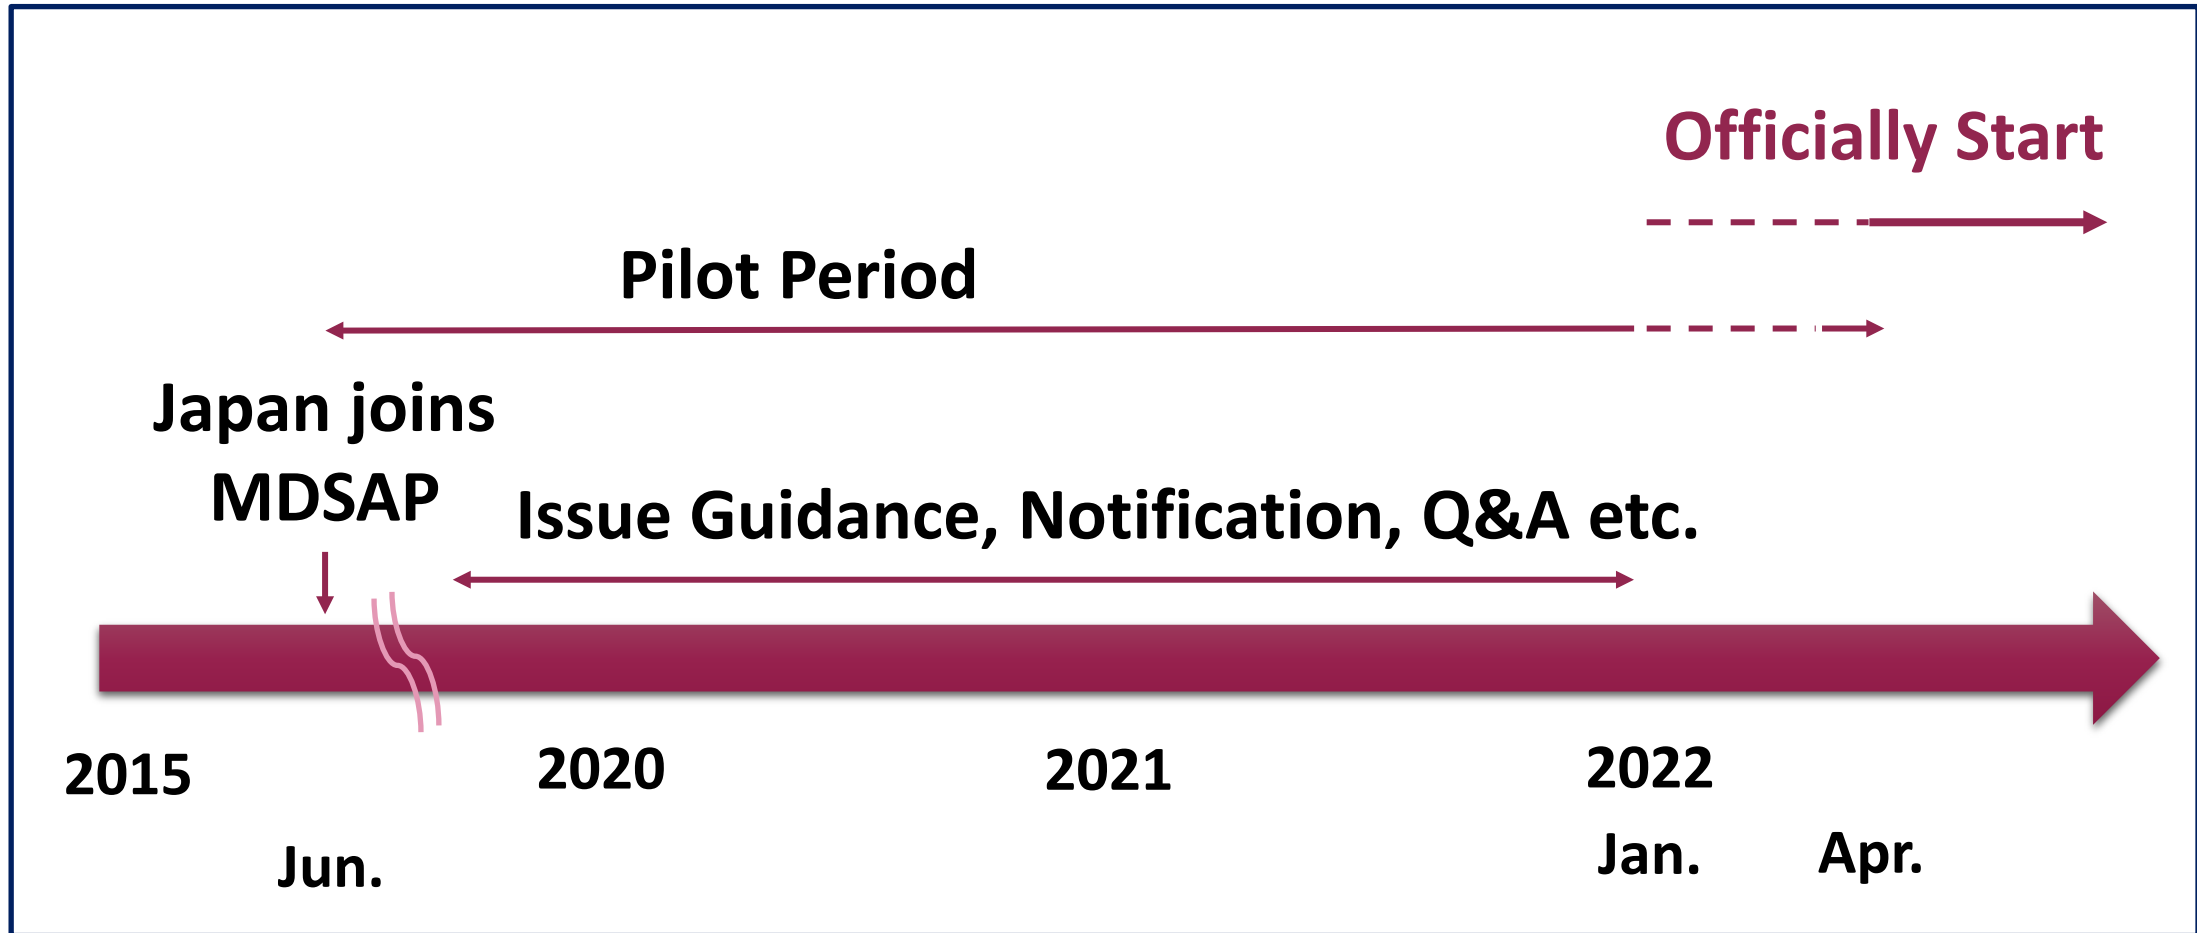 Officially Start
Pilot Period
Japan joins
MDSAP
Issue Guidance, Notification, Q&A etc.
2015
2020
2021
2022
Jun.
Jan.
Apr.